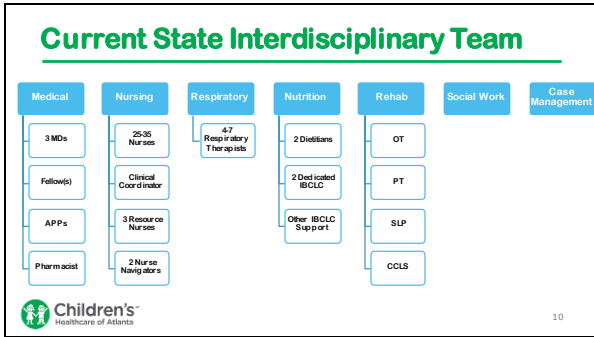 Current State Interdisciplinary Team
Medical
3 MDs
Fellow(s)
APPs
Pharmacist
Nursing
25-35
Nurses
Clinical
Coordinator
3 Resource
Nurses
2 Nurse
Navigators
Respiratory
4-7
Respiratory
Therapists
Nutrition
2 Dietitians
2 Dedicated
IBCLC
Other IBCLC
Support
Rehab
OT
PT
SLP
CCLS
Social Work
Case
Management
Children's™
Healthcare of Atlanta
10